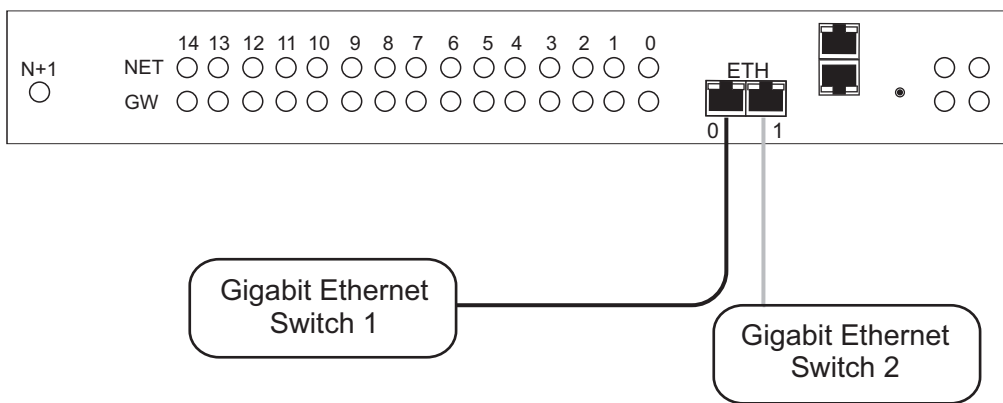 14 13 12 11 10 9 8 7 6 5 4 3 2 1 0
N+1
NET
ETH
GW
0 1
Gigabit Ethernet
Switch 1
Gigabit Ethernet
Switch 2